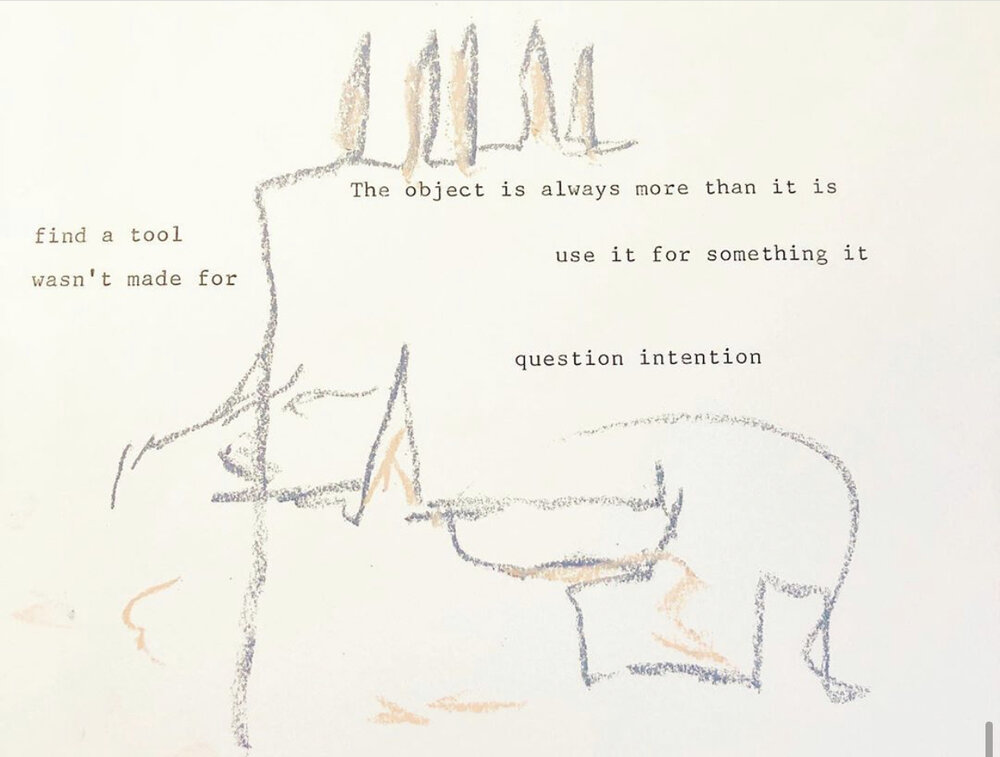 The object is always more than it is
find a tool
use it for something it
wasn't made for
question intention